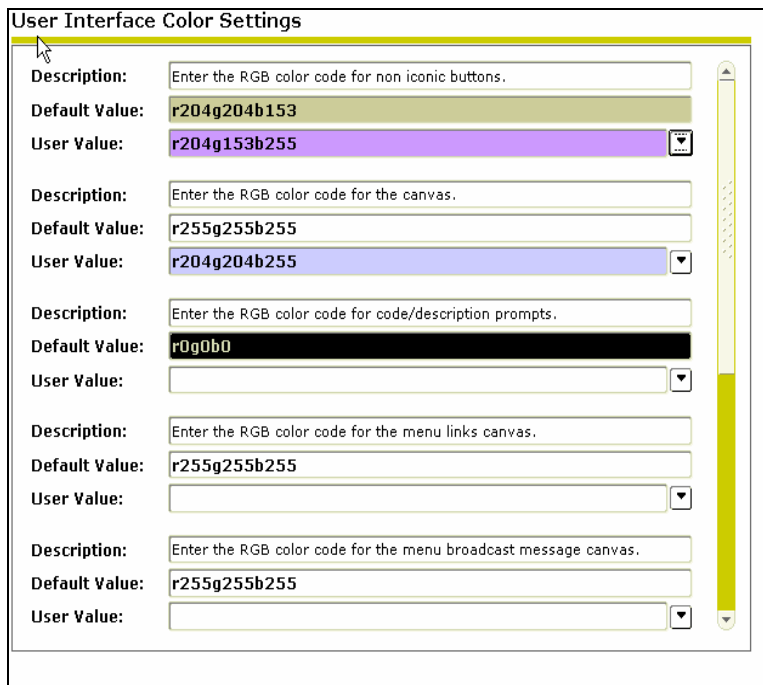 User Interface Color Settings
Description: Enter the RGB color code for non iconic buttons.
Default Value: r204g204b153
User Value: r204g153b255
Description: Enter the RGB color code for the canvas.
Default Value: r255g255b255
User Value: r204g204b255
Description: Enter the RGB color code for code/description prompts.
Default Value: r0g0b0
User Value:
Description: Enter the RGB color code for the menu links canvas.
Default Value: r255g255b255
User Value:
Description: Enter the RGB color code for the menu broadcast message canvas.
Default Value: r255g255b255
User Value: